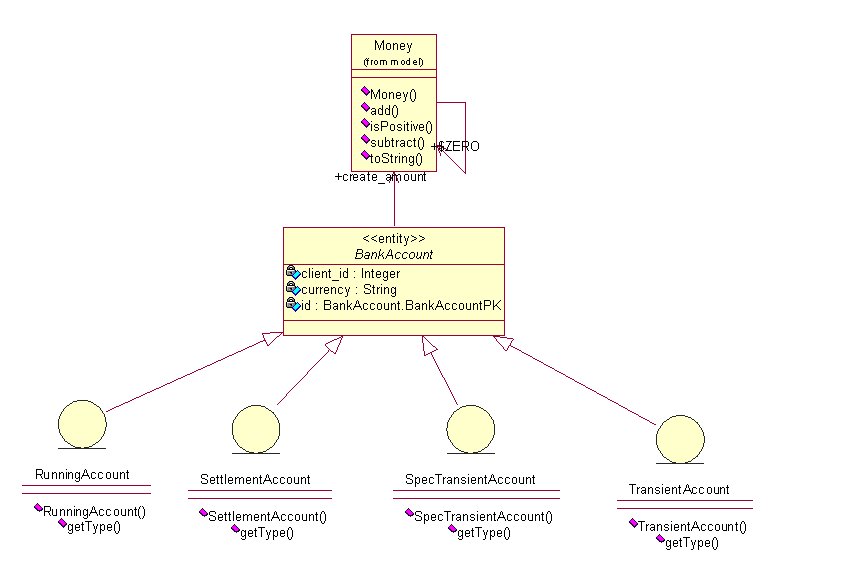 Money
(from model)
Money()
add()
isPositive()
subtract()
toString()
+$ZERO
+create_amount
<<entity>>
BankAccount
client_id : Integer
currency : String
id : BankAccount.BankAccountPK
RunningAccount
RunningAccount()
getType()
SettlementAccount
SettlementAccount()
getType()
SpecTransientAccount
SpecTransientAccount()
getType()
TransientAccount
TransientAccount()
getType()